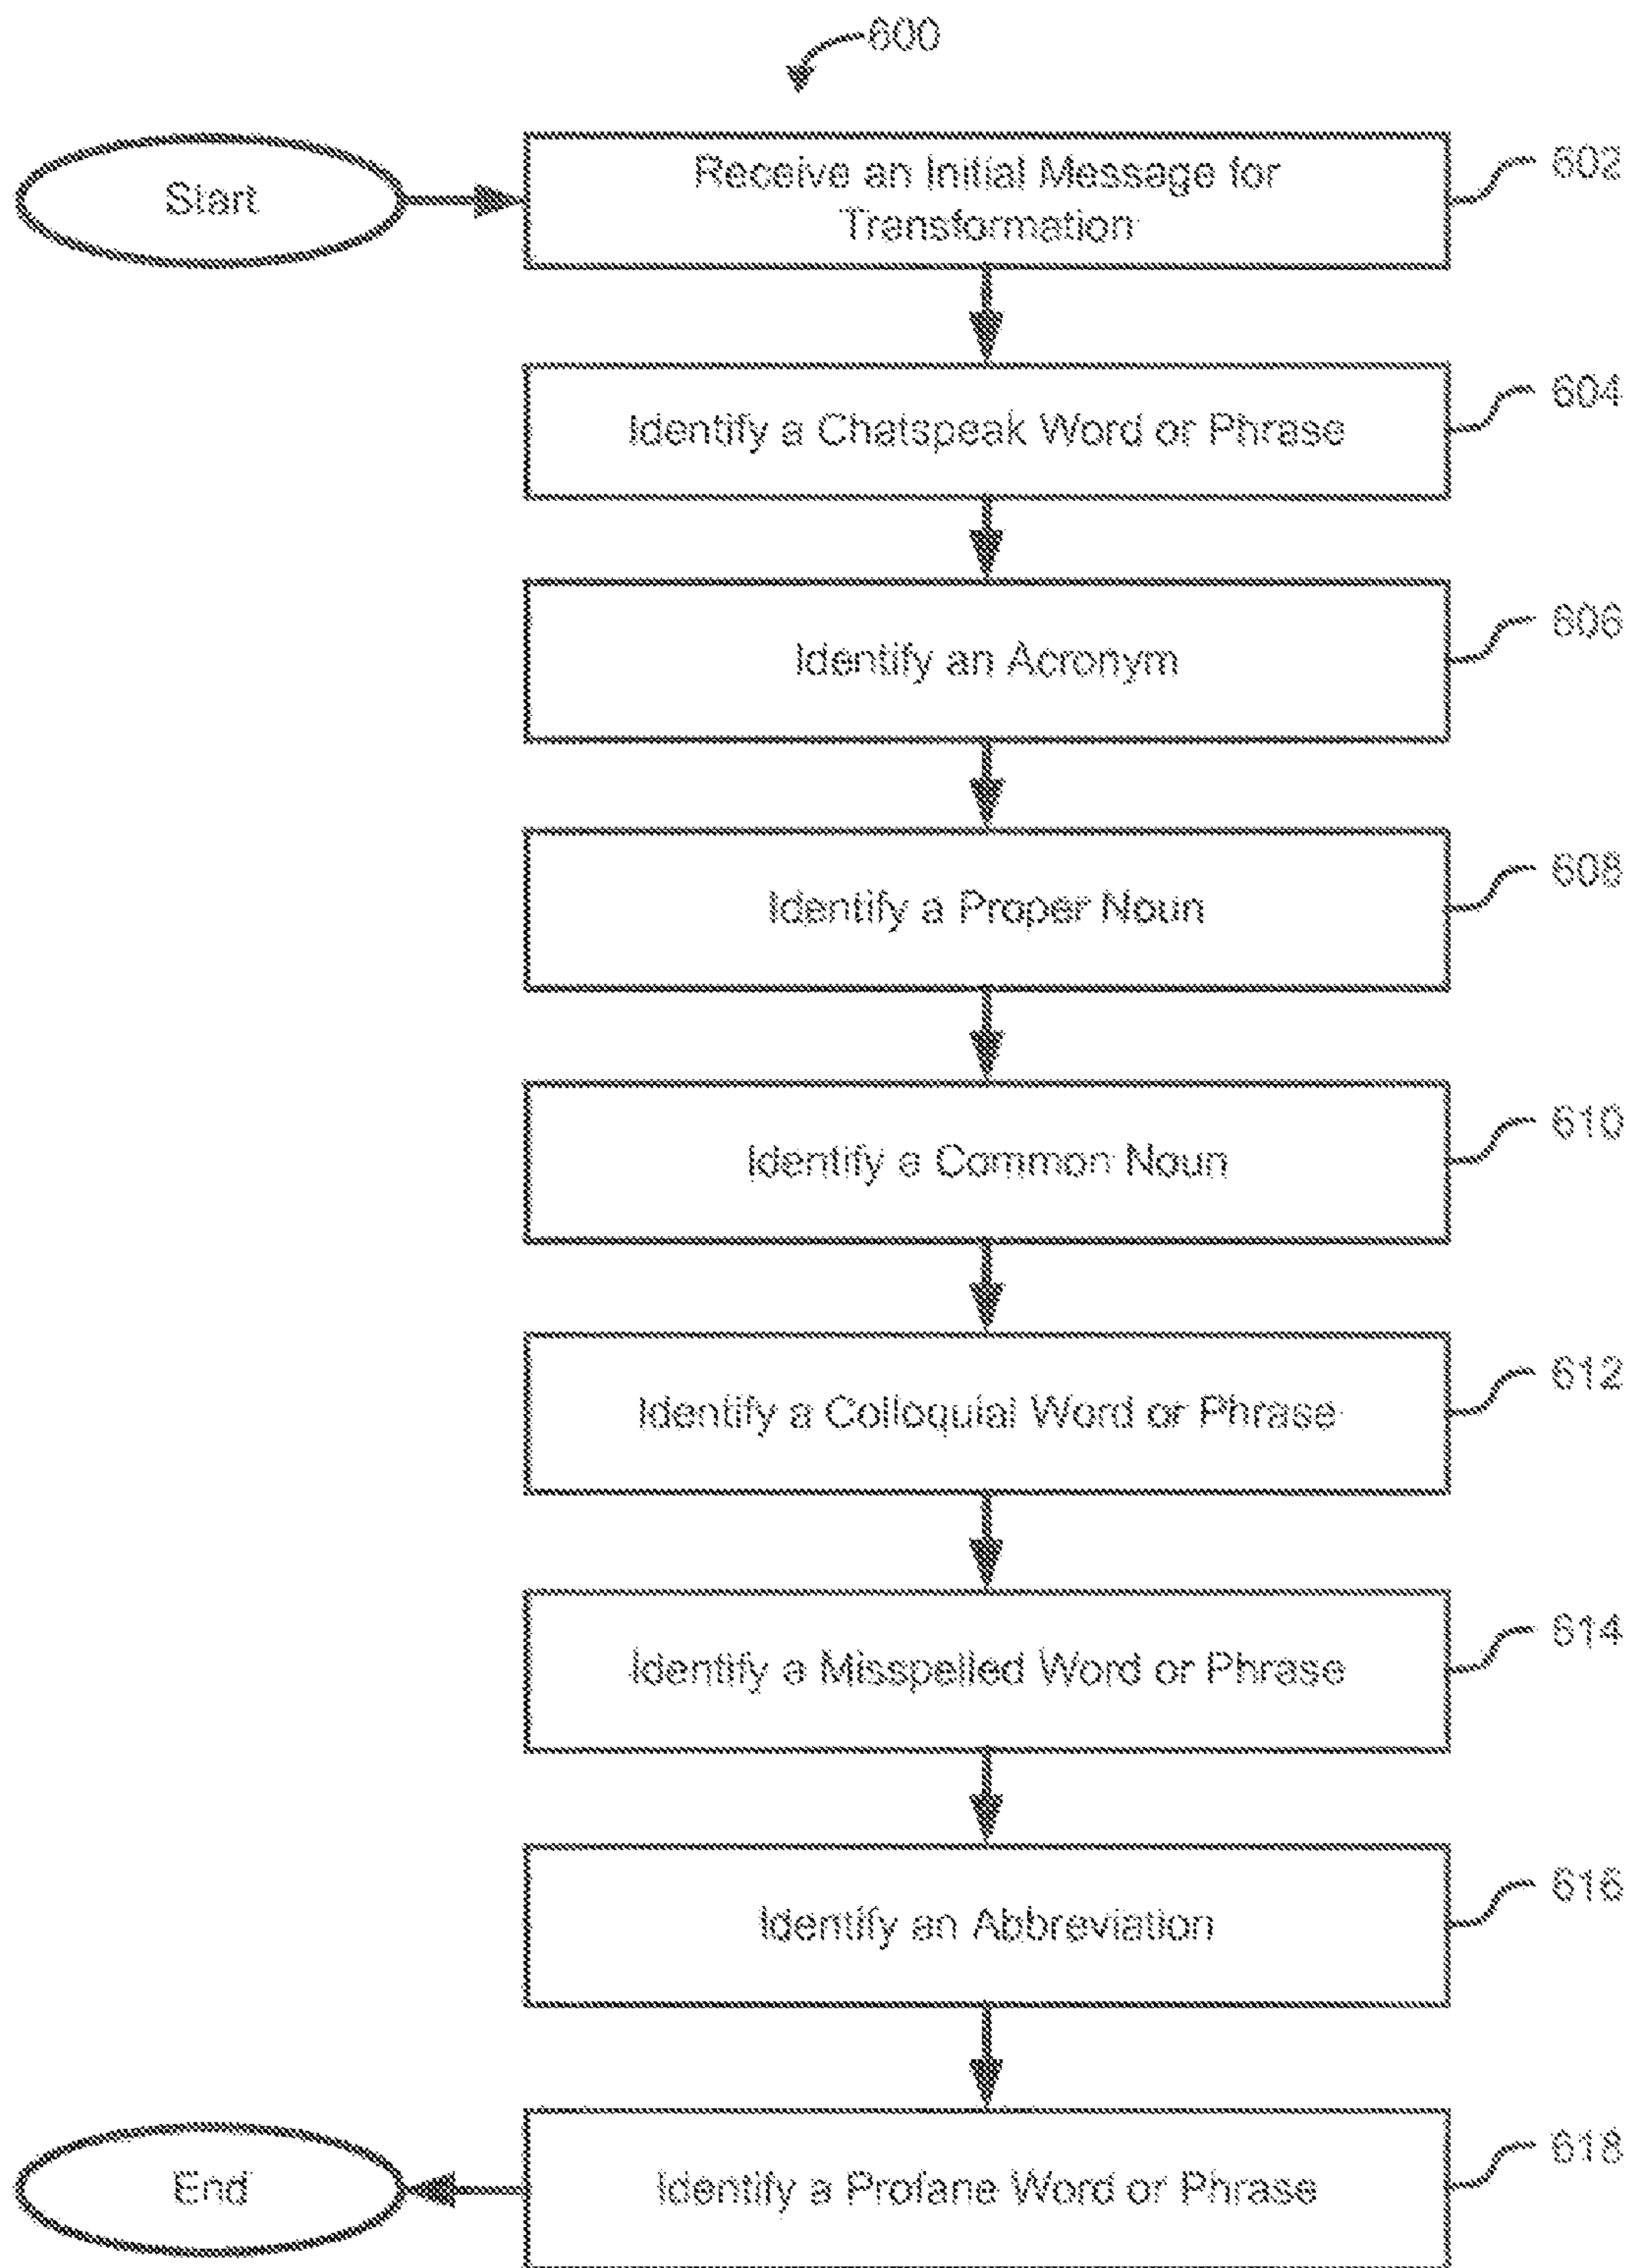 600
Start
Receive an Initial Message for
Transformation
602
Identify a Chatspeak Word or Phrase
604
Identify an Acronym
606
Identify a Proper Noun
608
Identify a Common Noun
610
Identify a Colloquial Word or Phrase
612
Identify a Misspelled Word or Phrase
614
Identify an Abbreviation
616
End
Identify a Profane Word or Phrase
618